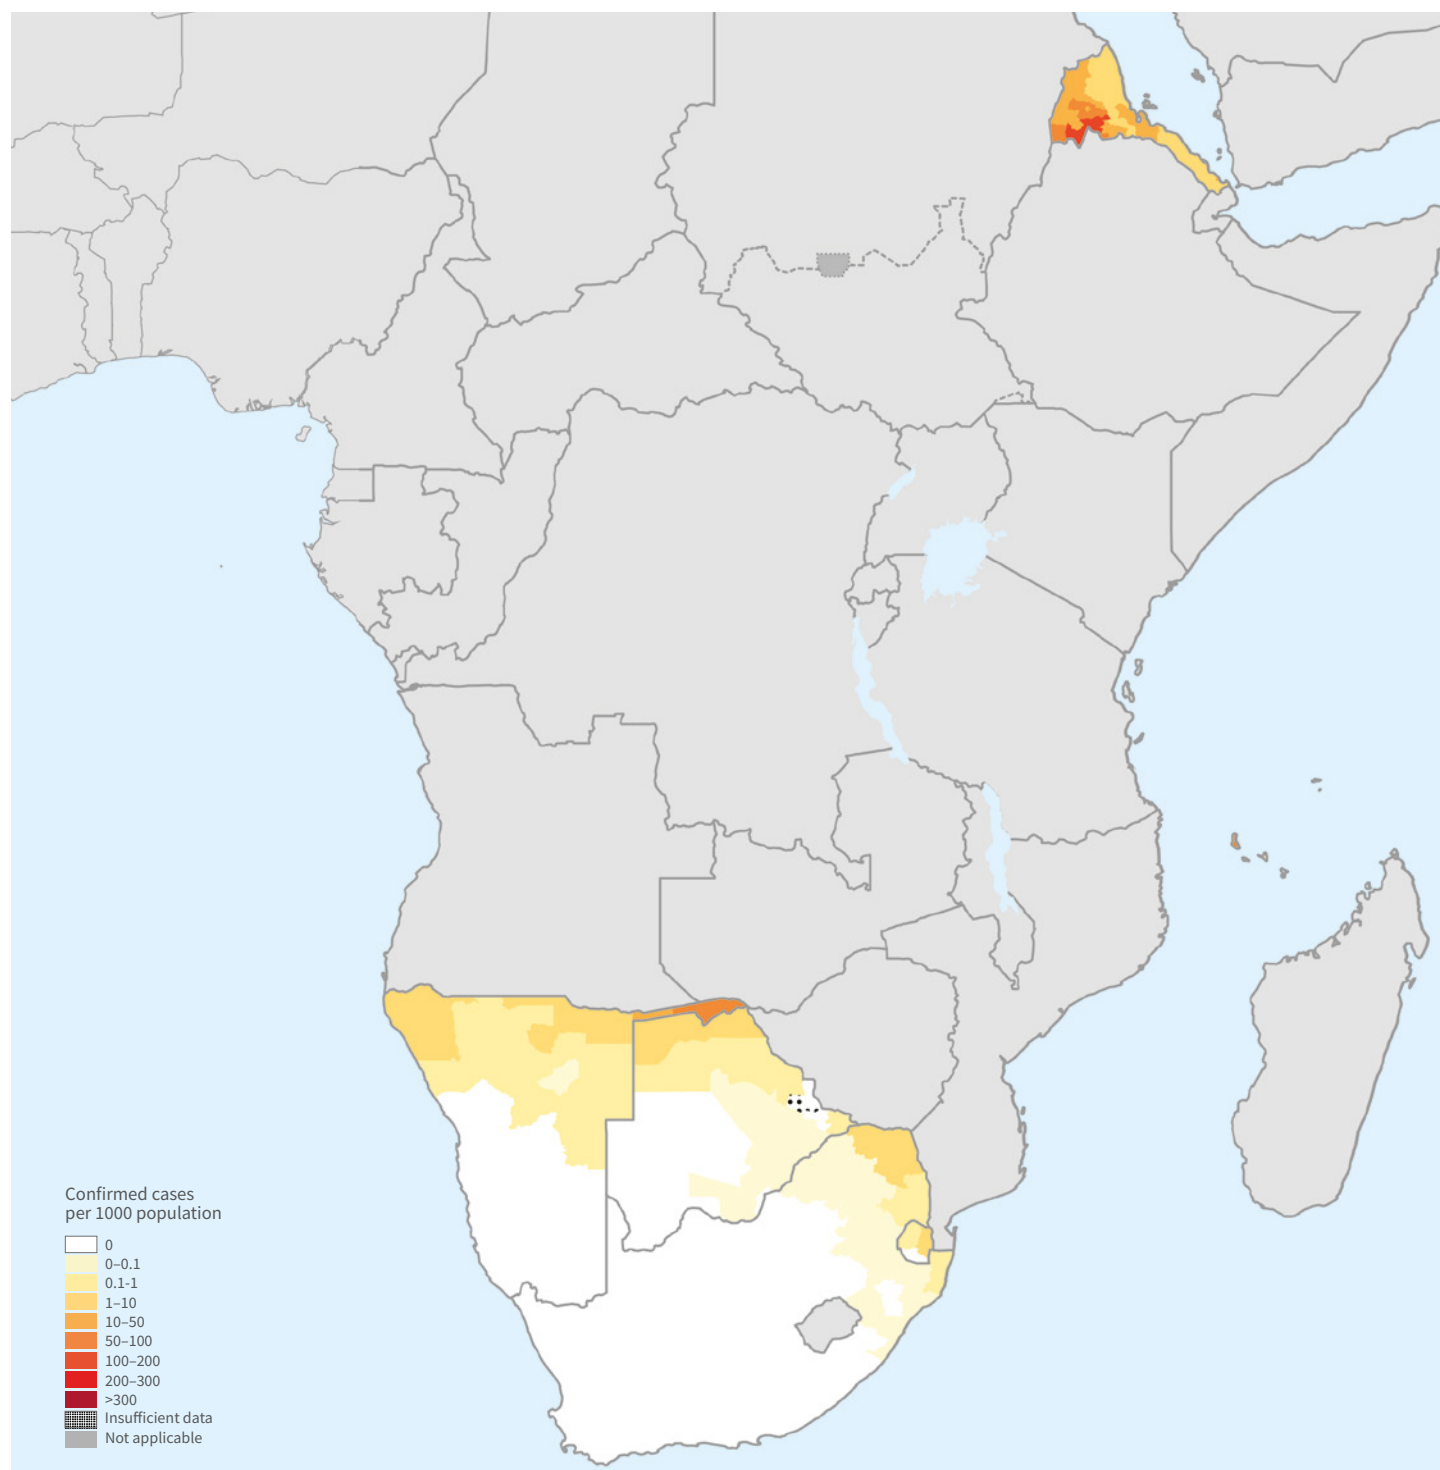 Confirmed cases
per 1000 population
0
0–0.1
0.1-1
1–10
10–50
50–100
100–200
200–300
>300
Insufficient data
Not applicable